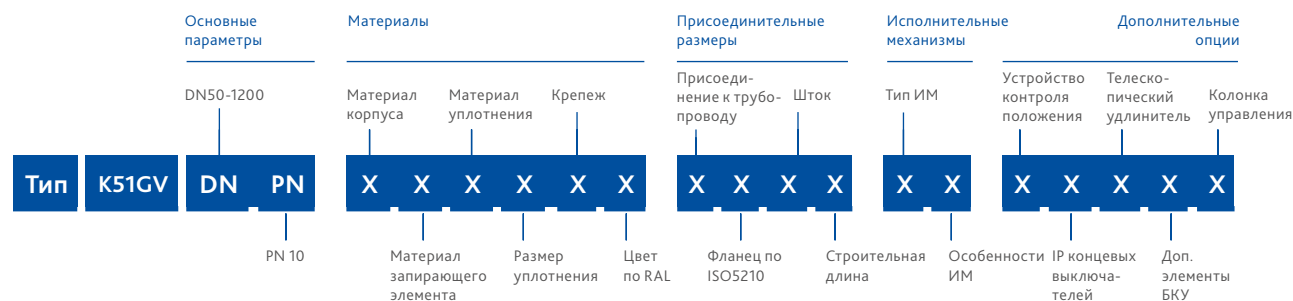 Основные
параметры
Материалы
Присоединительные
размеры
Исполнительные
механизмы
Дополнительные
опции
DN50-1200
Материал
корпуса
Материал
уплотнения
Крепеж
Присоеди-
нение к трубо-
проводу
Шток
Тип ИМ
Устройство
контроля
положения
Телеско-
пический
удлинитель
Колонка
управления
Тип K51GV DN PN X X X X X X X X X X X X X X X X X
PN 10
Материал
запирающего
элемента
Размер
уплотнения
Цвет
по RAL
Фланец по
ISO5210
Строительная
длина
Особенности
ИМ
IP концевых
выключа-
телей
Доп.
элементы
БКУ